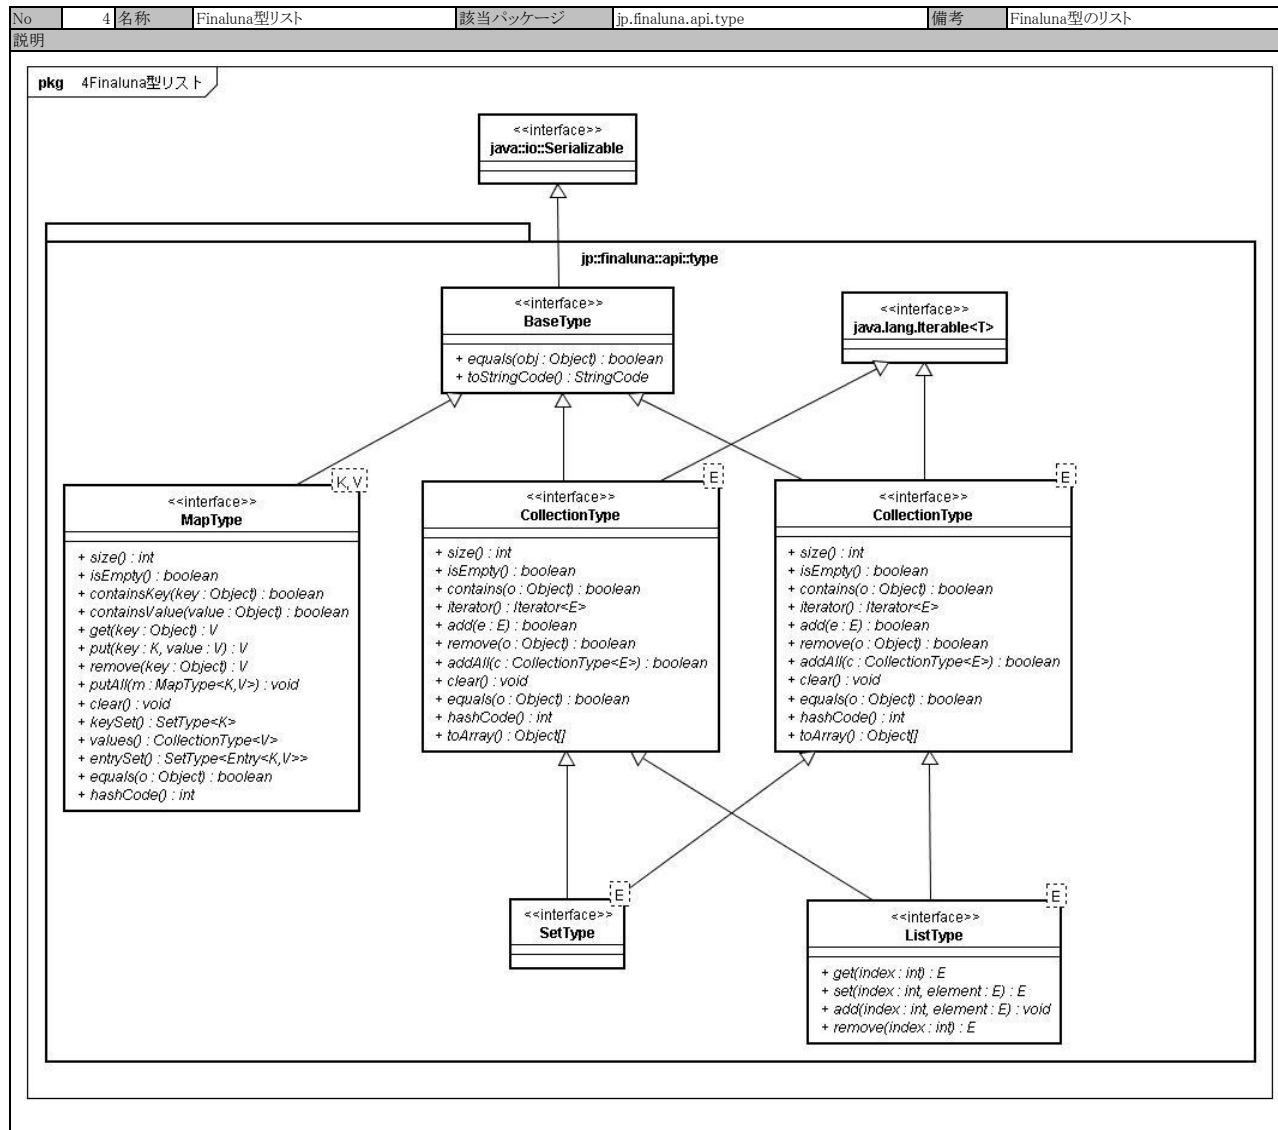 No 4 名称 Finaluna型リスト 該当パッケージ jp.finaluna.api.type 備考 Finaluna型のリスト
説明
pkg 4Finaluna型リスト
<<interface>>
java::io::Serializable
jp::finaluna::api::type
<<interface>>
BaseType
+ equals(obj : Object) : boolean
+ toStringCode() : StringCode
<<interface>>
java.lang.Iterable<T>
K,V
<<interface>>
MapType
+ size() : int
+ isEmpty() : boolean
+ containsKey(key : Object) : boolean
+ containsValue(value : Object) : boolean
+ get(key : Object) : V
+ put(key : K, value : V) : V
+ remove(key : Object) : V
+ putAll(m : MapType<K,V>) : void
+ clear() : void
+ keySet() : SetType<K>
+ values() : CollectionType<V>
+ entrySet() : SetType<Entry<K,V>>
+ equals(o : Object) : boolean
+ hashCode() : int
E
<<interface>>
CollectionType
+ size() : int
+ isEmpty() : boolean
+ contains(o : Object) : boolean
+ iterator() : Iterator<E>
+ add(e : E) : boolean
+ remove(o : Object) : boolean
+ addAll(c : CollectionType<E>) : boolean
+ clear() : void
+ equals(o : Object) : boolean
+ hashCode() : int
+ toArray() : Object[]
E
<<interface>>
CollectionType
+ size() : int
+ isEmpty() : boolean
+ contains(o : Object) : boolean
+ iterator() : Iterator<E>
+ add(e : E) : boolean
+ remove(o : Object) : boolean
+ addAll(c : CollectionType<E>) : boolean
+ clear() : void
+ equals(o : Object) : boolean
+ hashCode() : int
+ toArray() : Object[]
E
<<interface>>
SetType
E
<<interface>>
ListType
+ get(index : int) : E
+ set(index : int, element : E) : E
+ add(index : int, element : E) : void
+ remove(index : int) : E